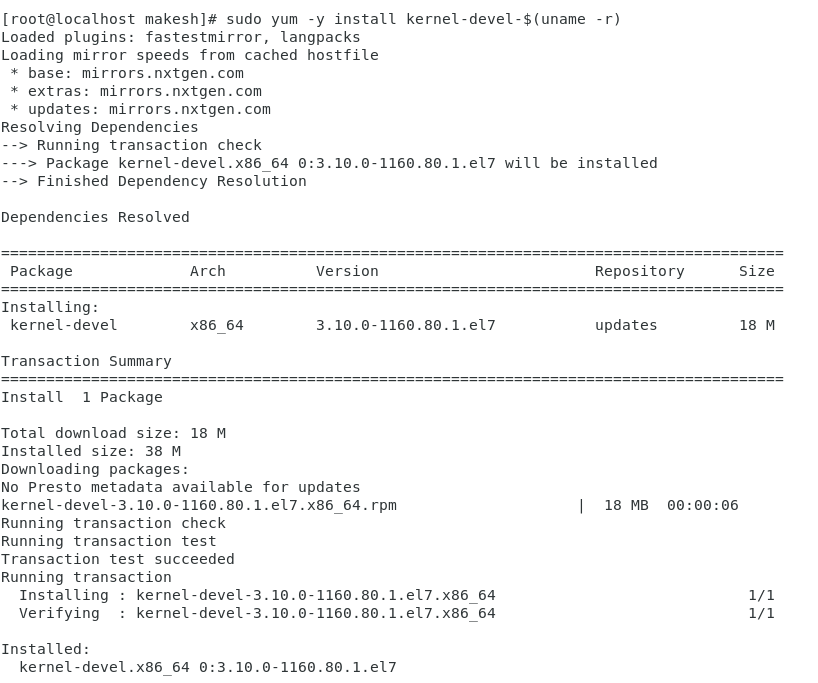 [root@localhost makesh]# sudo yum -y install kernel-devel-$(uname -r)
Loaded plugins: fastestmirror, langpacks
Loading mirror speeds from cached hostfile
 * base: mirrors.nxtgen.com
 * extras: mirrors.nxtgen.com
 * updates: mirrors.nxtgen.com
Resolving Dependencies
--> Running transaction check
---> Package kernel-devel.x86_64 0:3.10.0-1160.80.1.el7 will be installed
--> Finished Dependency Resolution

Dependencies Resolved

=======================================================================================
 Package             Arch          Version                        Repository      Size
=======================================================================================
Installing:
 kernel-devel        x86_64        3.10.0-1160.80.1.el7           updates         18 M

Transaction Summary
=======================================================================================
Install  1 Package

Total download size: 18 M
Installed size: 38 M
Downloading packages:
No Presto metadata available for updates
kernel-devel-3.10.0-1160.80.1.el7.x86_64.rpm                    |  18 MB  00:00:06
Running transaction check
Running transaction test
Transaction test succeeded
Running transaction
  Installing : kernel-devel-3.10.0-1160.80.1.el7.x86_64                            1/1
  Verifying  : kernel-devel-3.10.0-1160.80.1.el7.x86_64                            1/1

Installed:
  kernel-devel.x86_64 0:3.10.0-1160.80.1.el7